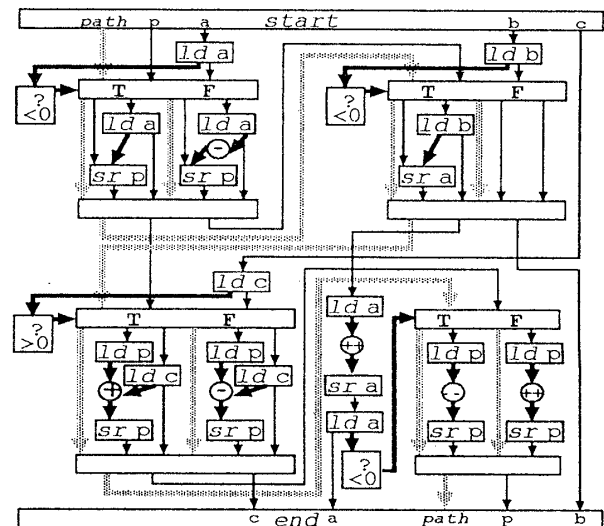 path p a start b c
ld a
ld b
? <0
T F
? <0
T F
ld a
ld a
ld b
-
sr p
sr p
sr a
ld c
ld a
? >0
T F
T F
ld p
ld p
++
ld p
ld p
+
ld c
-
ld c
sr a
--
++
sr p
sr p
ld a
sr p
sr p
? <0
c end a path p b